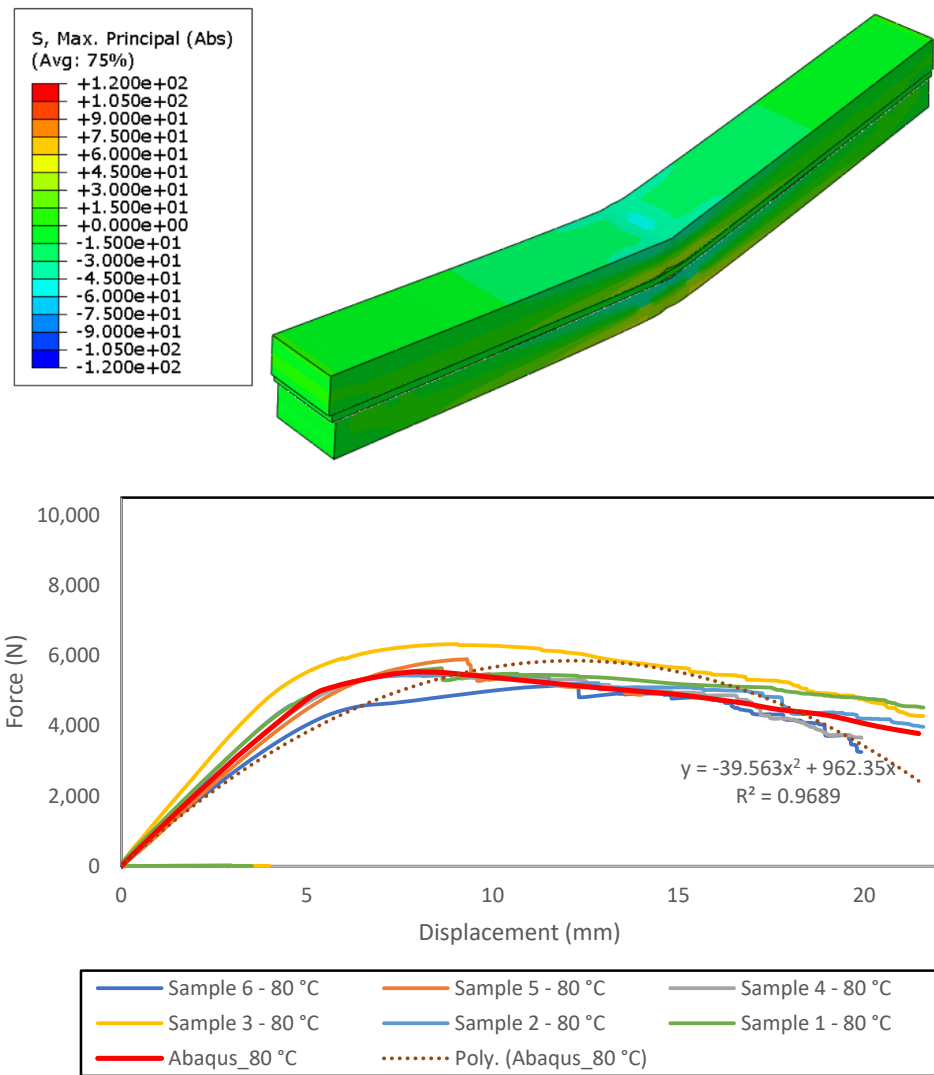 S, Max. Principal (Abs)
(Avg: 75%)
+1.200e+02
+1.050e+02
+9.000e+01
+7.500e+01
+6.000e+01
+4.500e+01
+3.000e+01
+1.500e+01
+0.000e+00
-1.500e+01
-3.000e+01
-4.500e+01
-6.000e+01
-7.500e+01
-9.000e+01
-1.050e+02
-1.200e+02
10,000
8,000
6,000
4,000
2,000
0
Force (N)
y = -39.563x² + 962.35x
R² = 0.9689
0 5 10 15 20
Displacement (mm)
Sample 6 - 80 °C Sample 5 - 80 °C Sample 4 - 80 °C
Sample 3 - 80 °C Sample 2 - 80 °C Sample 1 - 80 °C
Abaqus_80 °C Poly. (Abaqus_80 °C)